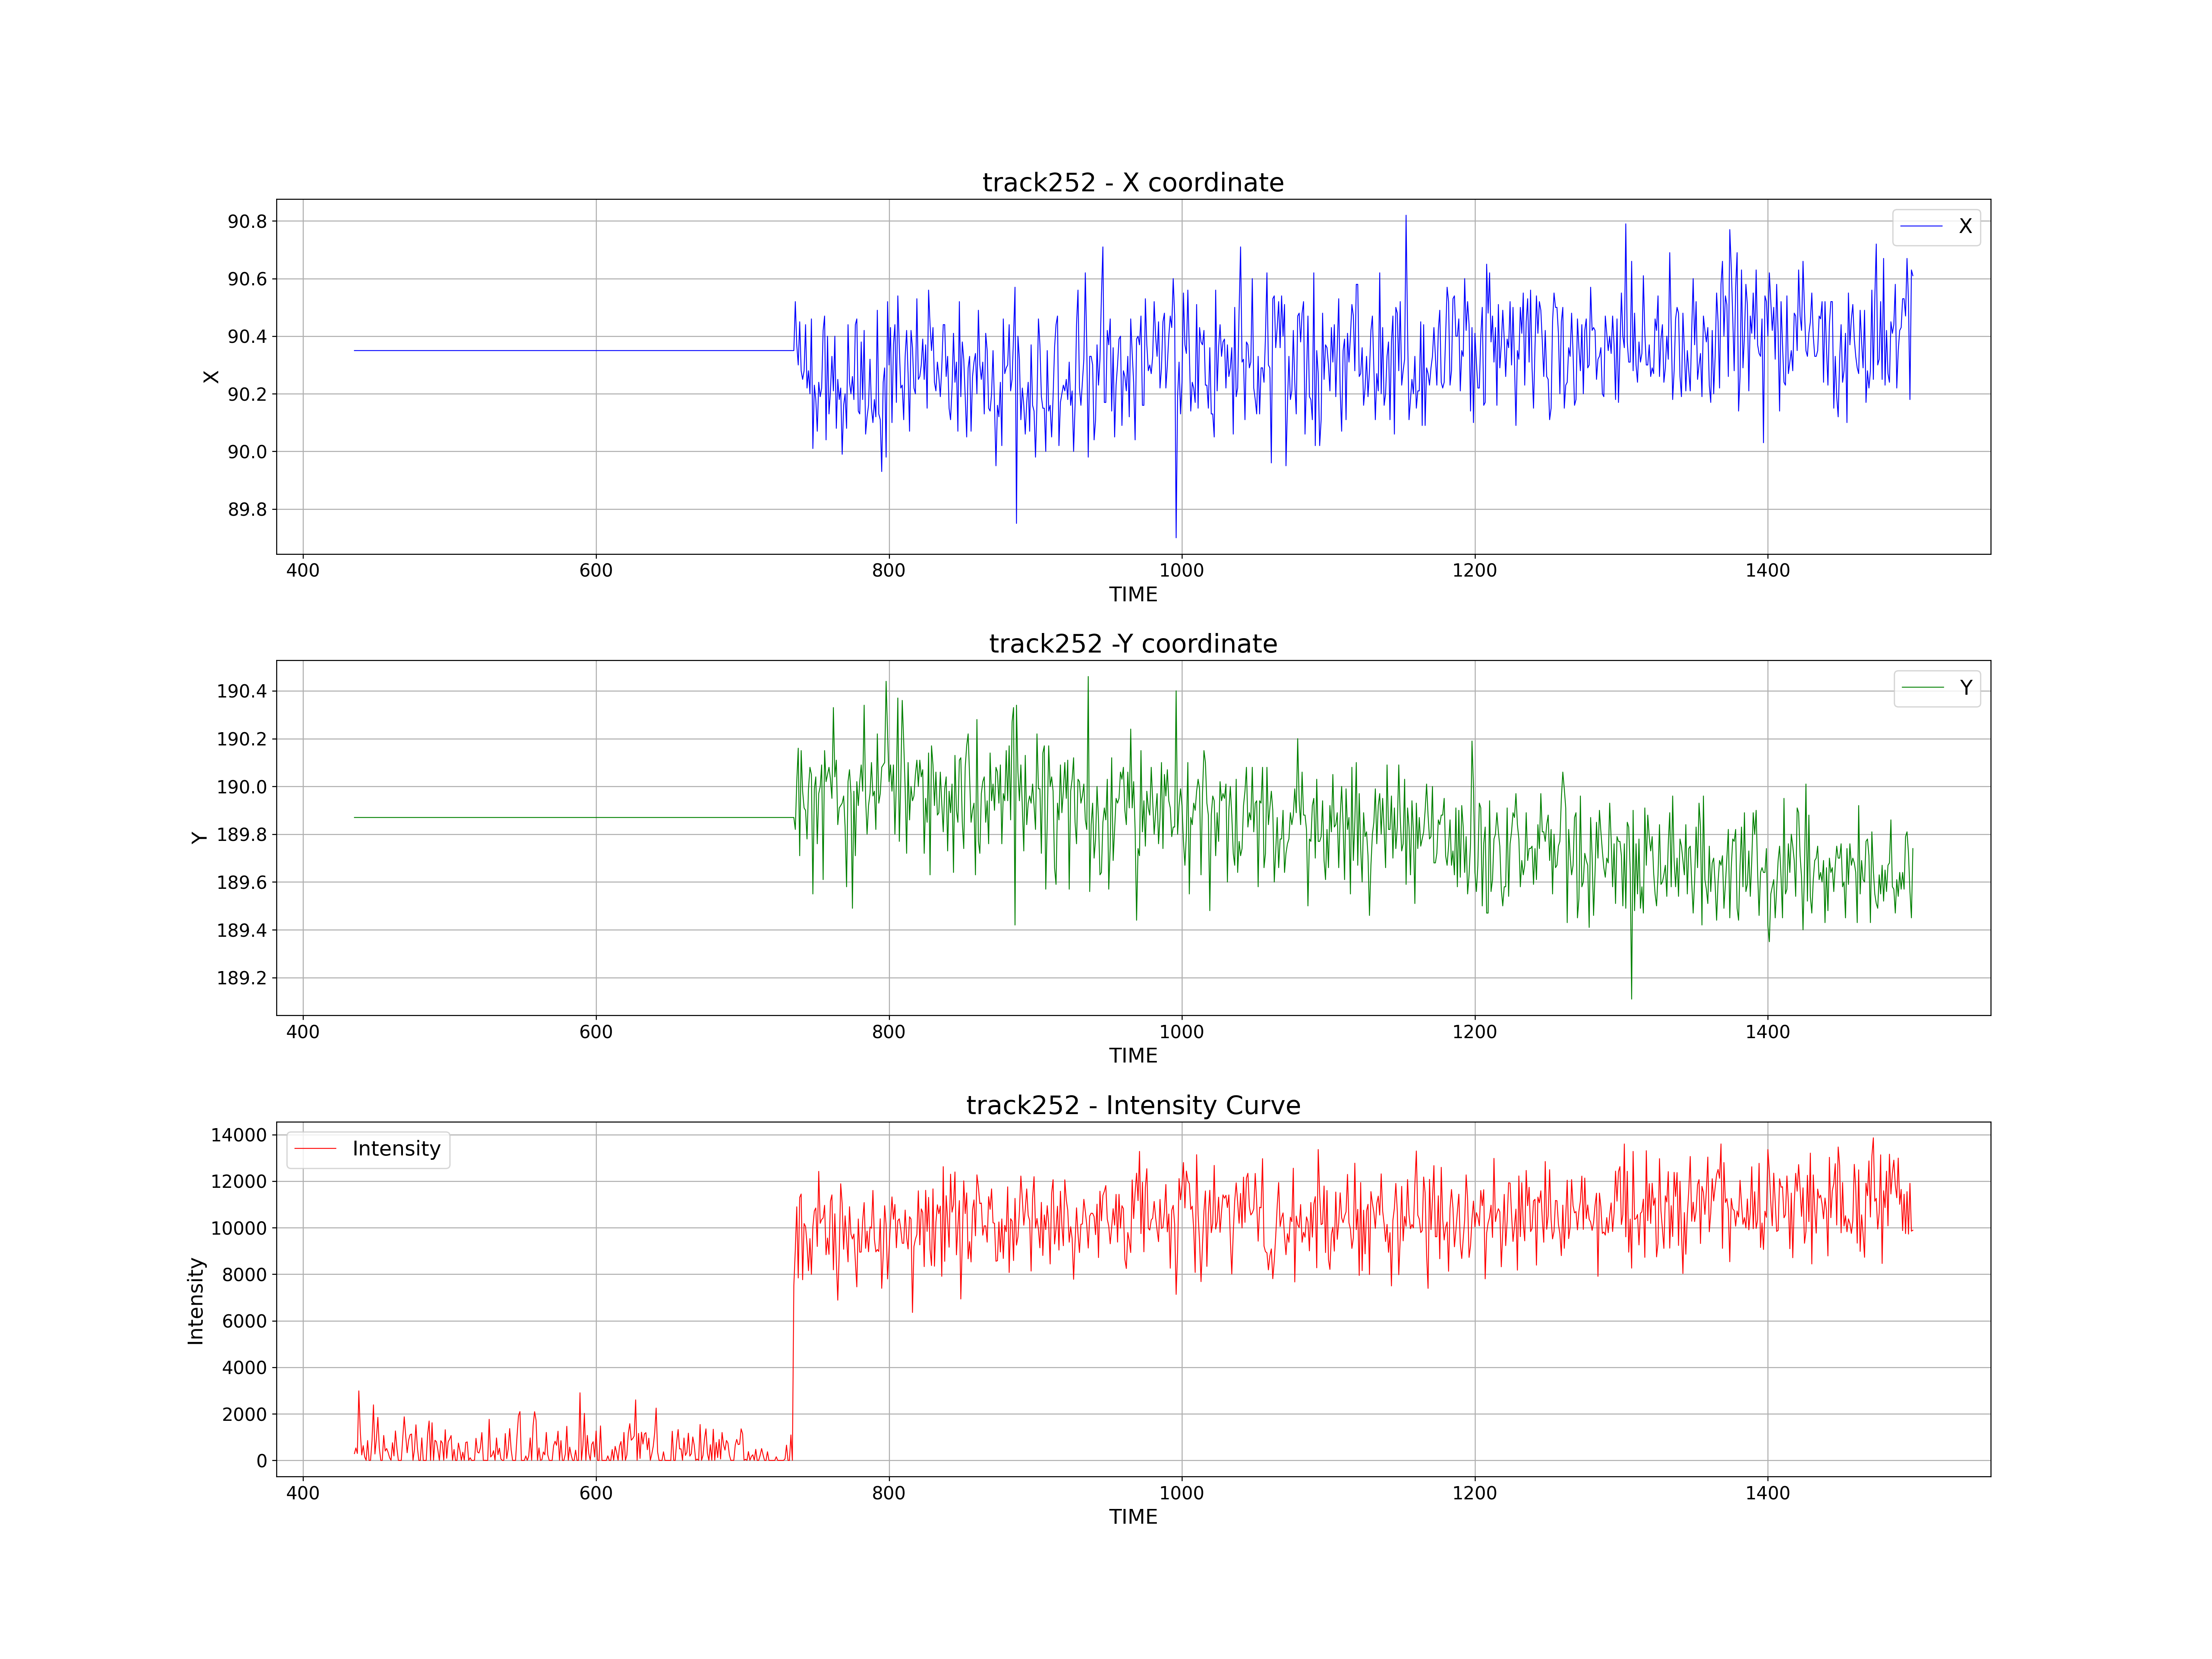 track252 - X coordinate
90.8
90.6
90.4
90.2
90.0
89.8
X
X
400 600 800 1000 1200 1400
TIME
track252 -Y coordinate
190.4
190.2
190.0
189.8
189.6
189.4
189.2
Y
Y
400 600 800 1000 1200 1400
TIME
track252 - Intensity Curve
14000
12000
10000
8000
6000
4000
2000
0
Intensity
Intensity
400 600 800 1000 1200 1400
TIME